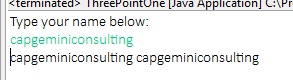 <terminated> ThreePointOne [Java Application] C:\Pr
Type your name below:
capgeminiconsulting
capgeminiconsulting capgeminiconsulting